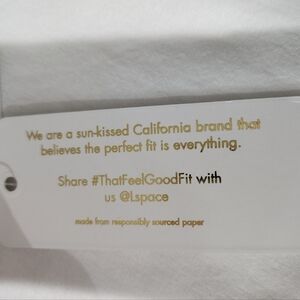 We are a sun-kissed California brand that
believes the perfect fit is everything.
Share #ThatFeelGoodFit with
us @Lspace
made from responsibly sourced paper